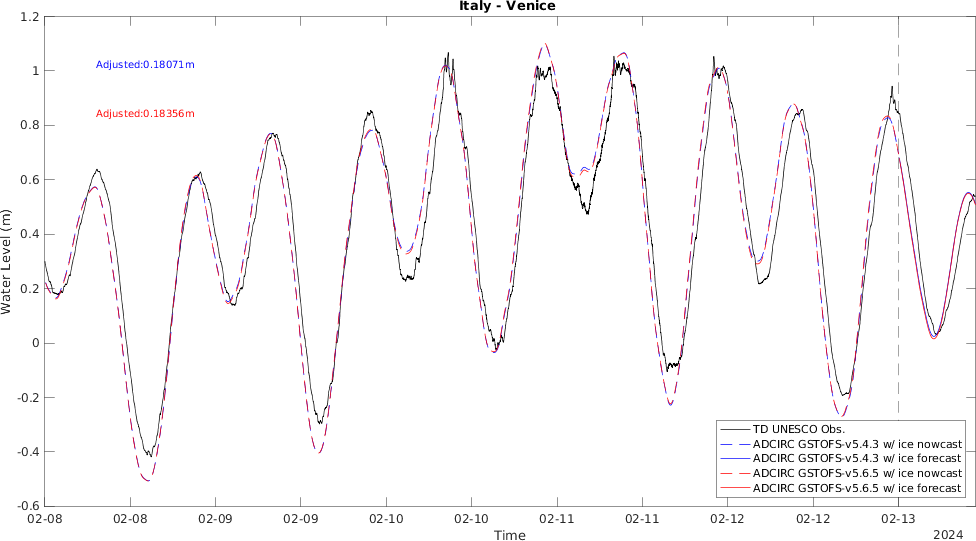 Italy - Venice
1.2
1
0.8
0.6
0.4
0.2
0
-0.2
-0.4
-0.6
Water Level (m)
Adjusted:0.18071m
Adjusted:0.18356m
TD UNESCO Obs.
ADCIRC GSTOFS-v5.4.3 w/ ice nowcast
ADCIRC GSTOFS-v5.4.3 w/ ice forecast
ADCIRC GSTOFS-v5.6.5 w/ ice nowcast
ADCIRC GSTOFS-v5.6.5 w/ ice forecast
02-08 02-08 02-09 02-09 02-10 02-10 02-11 02-11 02-12 02-12 02-13
Time
2024